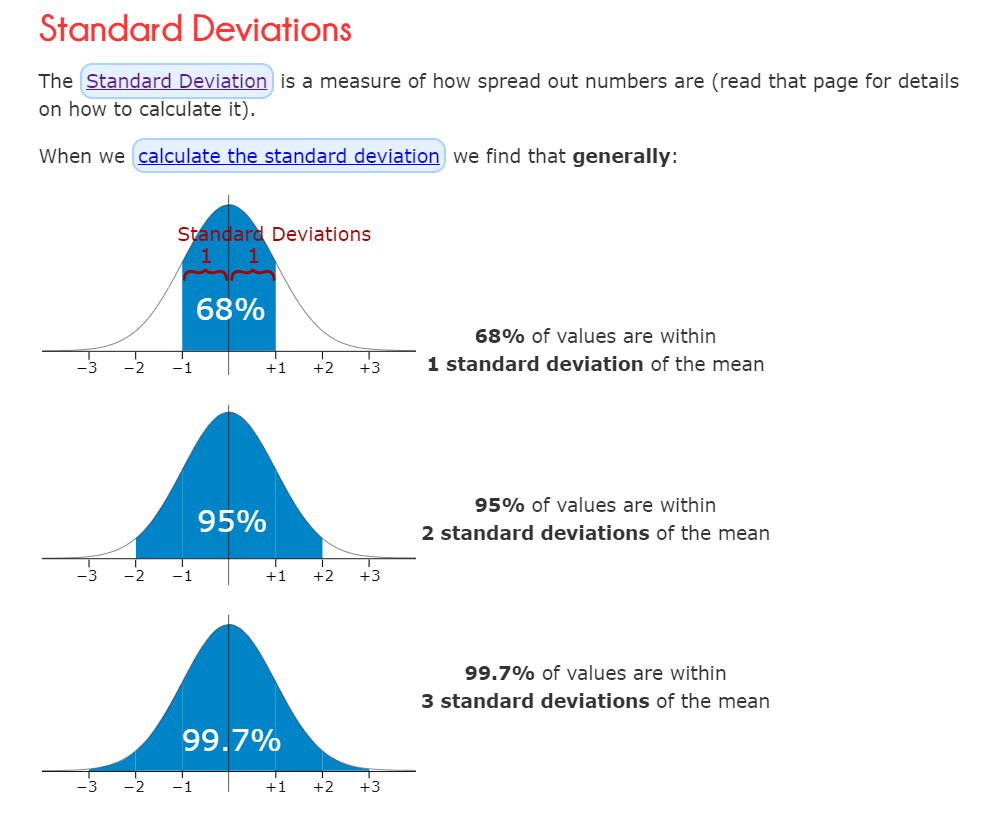 Standard Deviations
The Standard Deviation is a measure of how spread out numbers are (read that page for details
on how to calculate it).
When we calculate the standard deviation we find that generally:
Standard Deviations
1 1
68%
−3 −2 −1 +1 +2 +3
68% of values are within
1 standard deviation of the mean
95%
−3 −2 −1 +1 +2 +3
95% of values are within
2 standard deviations of the mean
99.7%
−3 −2 −1 +1 +2 +3
99.7% of values are within
3 standard deviations of the mean